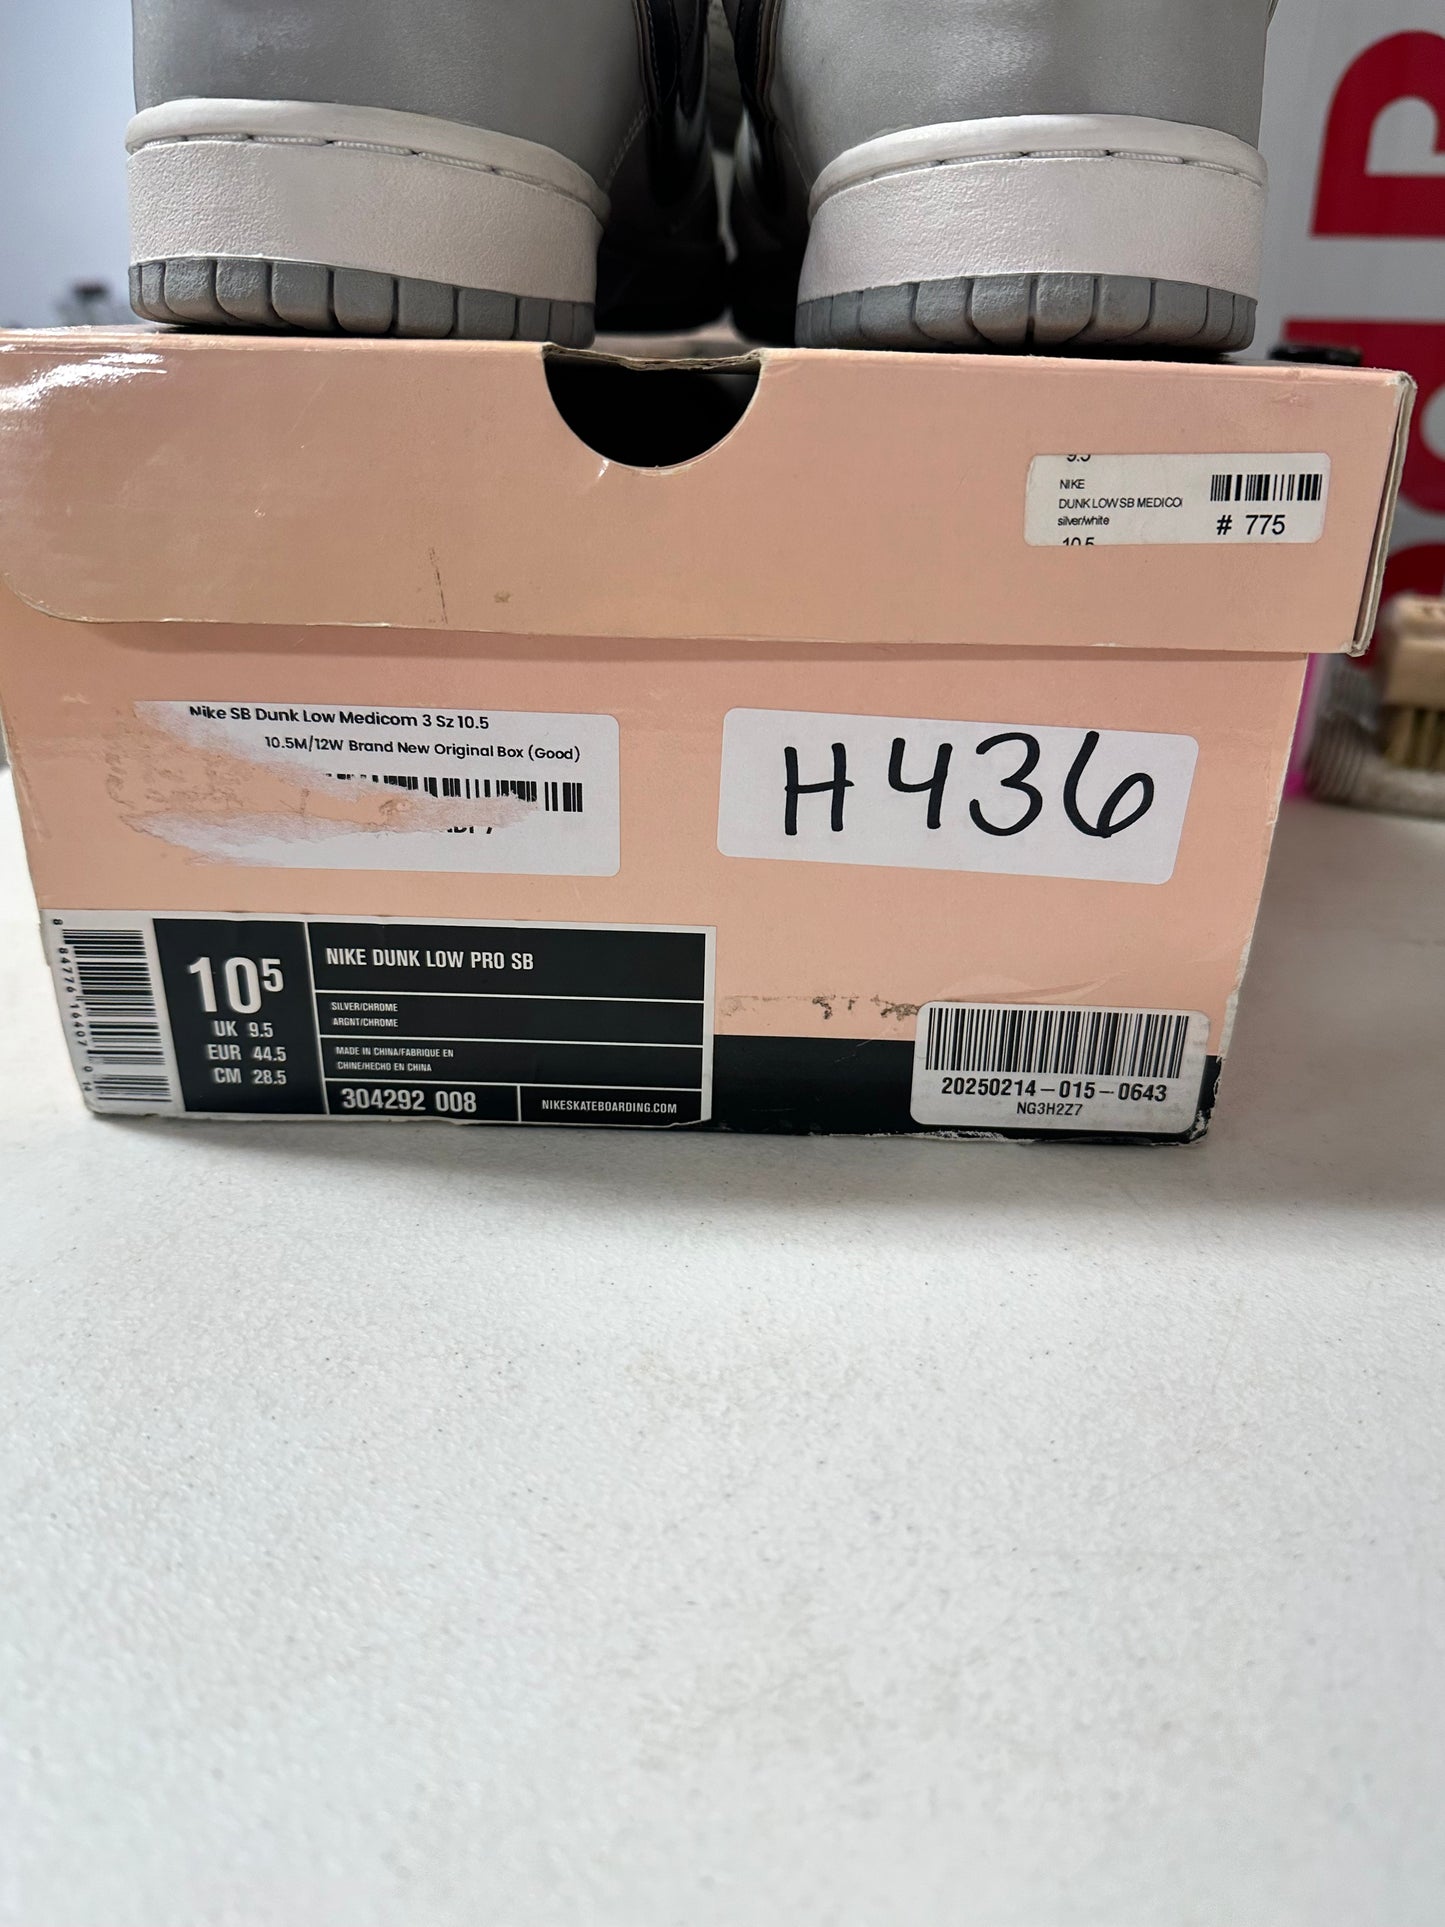 NIKE
DUNK LOW SB MEDICO
silver/white
# 775
10.5
Nike SB Dunk Low Medicom 3 Sz 10.5
10.5M/12W Brand New Original Box (Good)
H436
10⁵
UK 9.5
EUR 44.5
CM 28.5
NIKE DUNK LOW PRO SB
SILVER/CHROME
ARGNT/CHROME
MADE IN CHINA/FABRIQUE EN
CHINE/HECHO EN CHINA
304292 008
NIKESKATEBOARDING.COM
20250214-015-0643
NG3H2Z7